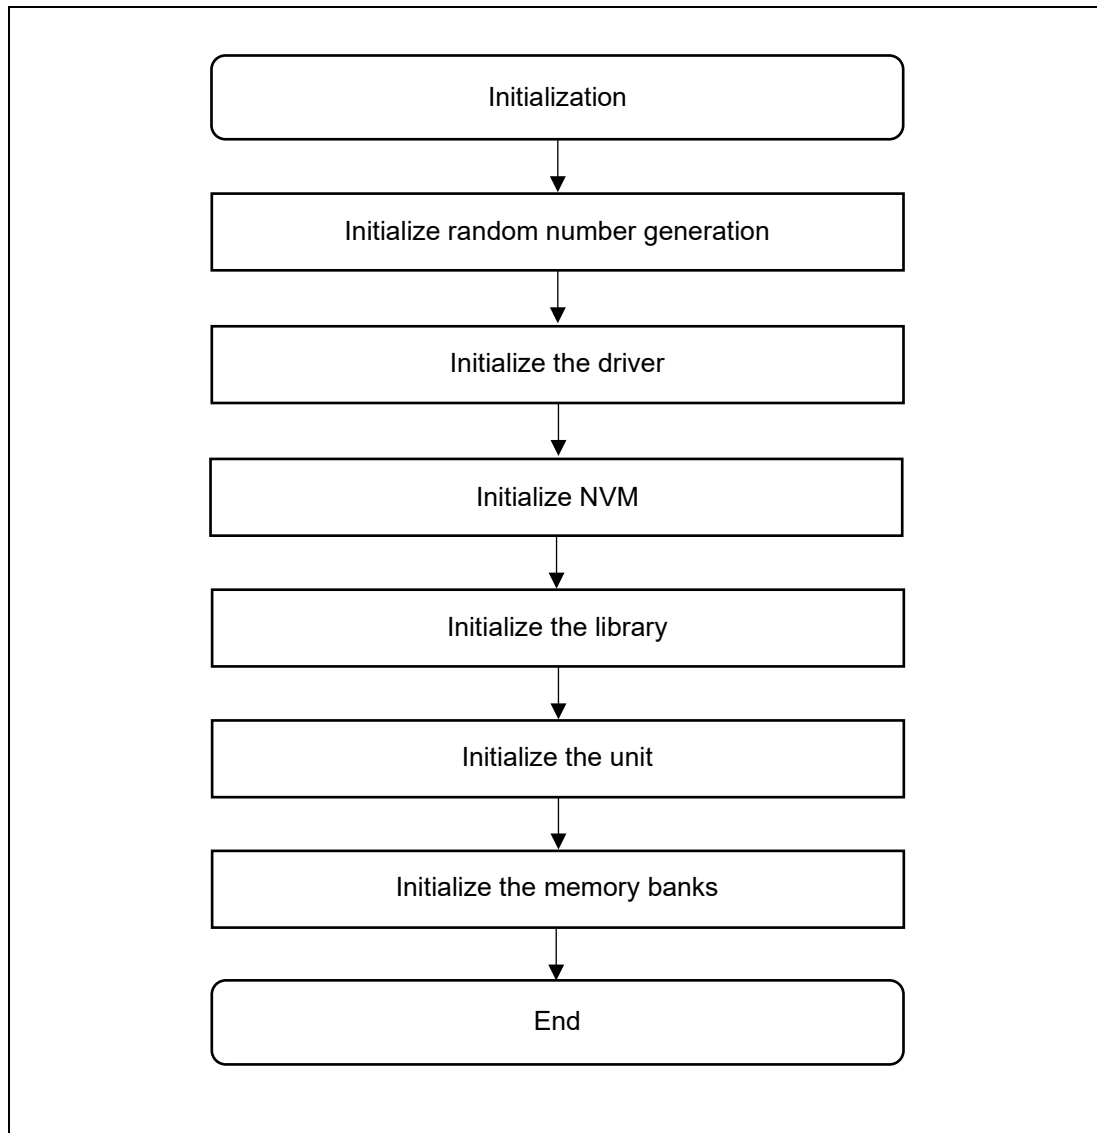 Initialization
Initialize random number generation
Initialize the driver
Initialize NVM
Initialize the library
Initialize the unit
Initialize the memory banks
End